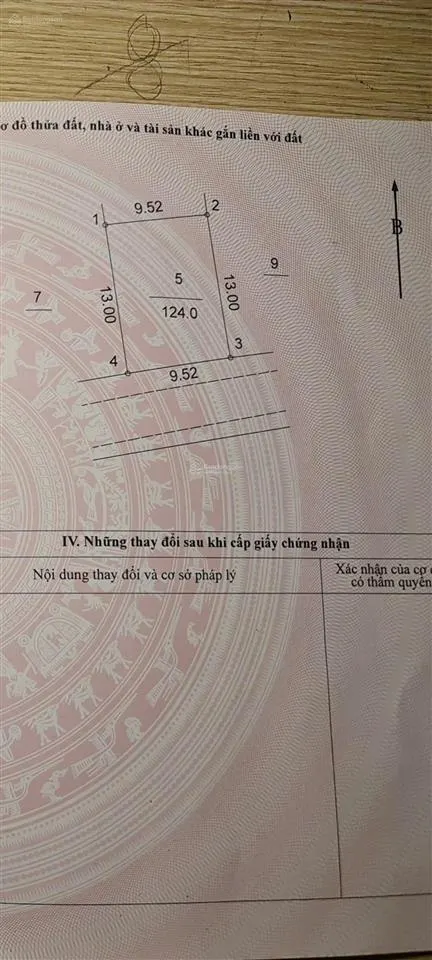 ơ đồ thửa đất, nhà ở và tài sản khác gắn liền với đất
9.52
1
2
B
5
124.0
9
7
13.00
13.00
4
3
9.52
IV. Những thay đổi sau khi cấp giấy chứng nhận
Nội dung thay đổi và cơ sở pháp lý
Xác nhận của cơ
có thẩm quyền